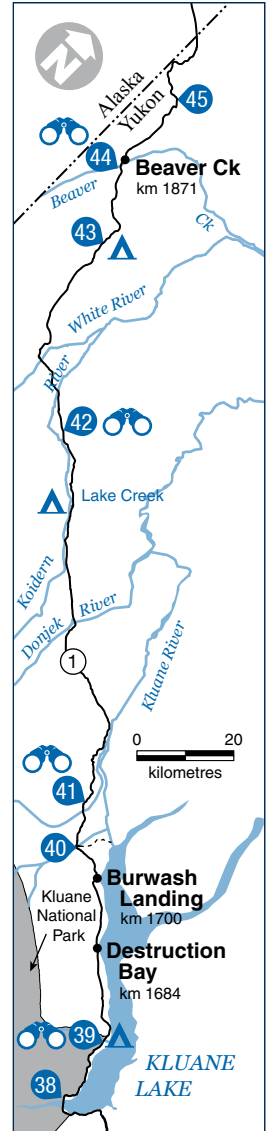 N
Alaska
Yukon
45
44
Beaver Ck
km 1871
Beaver
Ck
43
White River
River
42
Lake Creek
Koidern
Donjek River
1
Kluane River
0 20
kilometres
41
40
Burwash
Landing
km 1700
Kluane
National
Park
Destruction
Bay
km 1684
39
38
KLUANE
LAKE